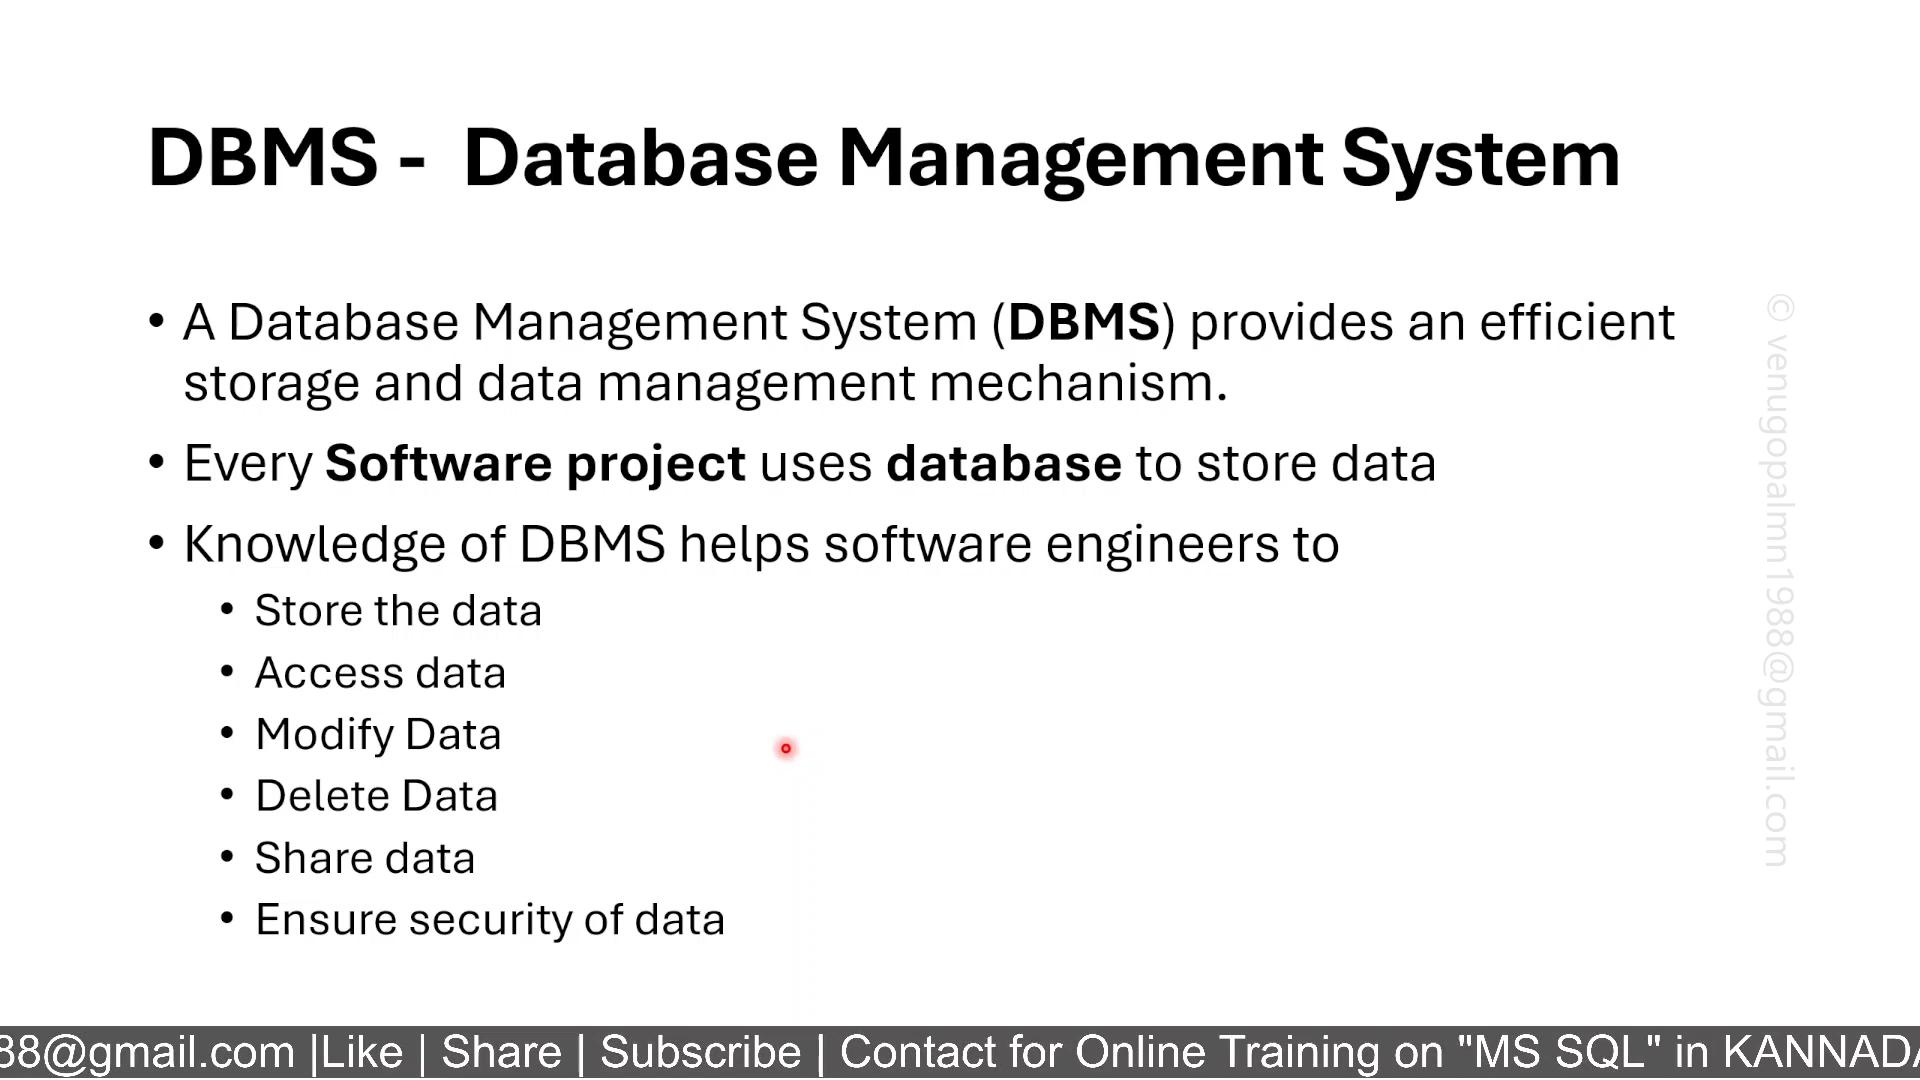 DBMS - Database Management System
• A Database Management System (DBMS) provides an efficient
storage and data management mechanism.
• Every Software project uses database to store data
• Knowledge of DBMS helps software engineers to
• Store the data
• Access data
• Modify Data
• Delete Data
• Share data
• Ensure security of data
© venugopalmn1988@gmail.com
88@gmail.com |Like | Share | Subscribe | Contact for Online Training on "MS SQL" in KANNADA